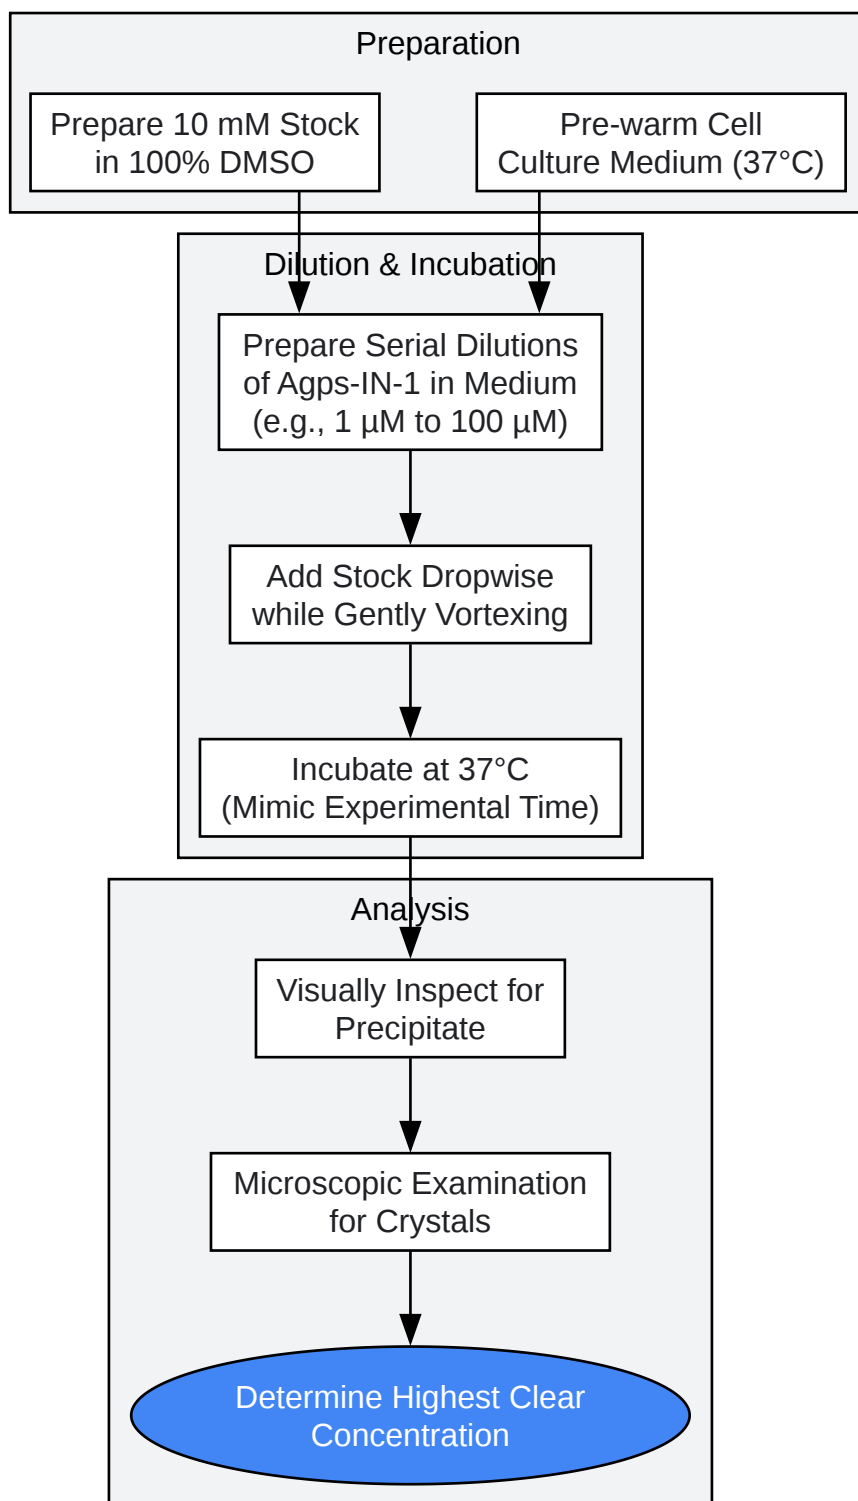 Preparation
Prepare 10 mM Stock
in 100% DMSO
Pre-warm Cell
Culture Medium (37°C)
Dilution & Incubation
Prepare Serial Dilutions
of Agps-IN-1 in Medium
(e.g., 1 µM to 100 µM)
Add Stock Dropwise
while Gently Vortexing
Incubate at 37°C
(Mimic Experimental Time)
Analysis
Visually Inspect for
Precipitate
Microscopic Examination
for Crystals
Determine Highest Clear
Concentration